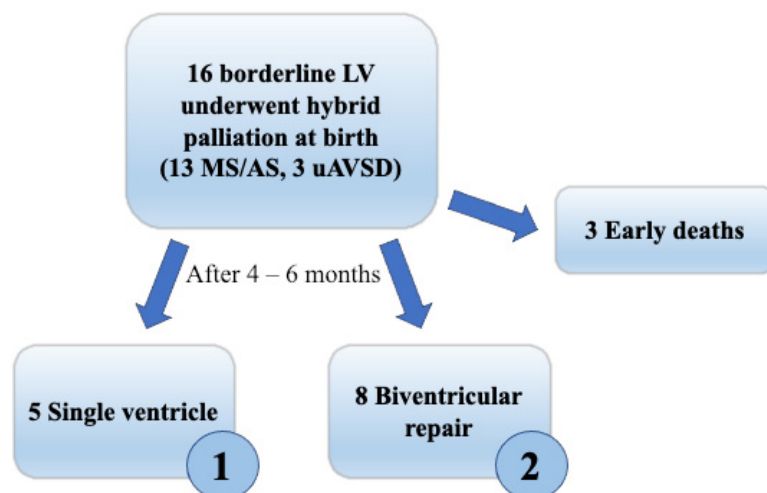 16 borderline LV
underwent hybrid
palliation at birth
(13 MS/AS, 3 uAVSD)
3 Early deaths
After 4 – 6 months
5 Single ventricle
1
8 Biventricular
repair
2